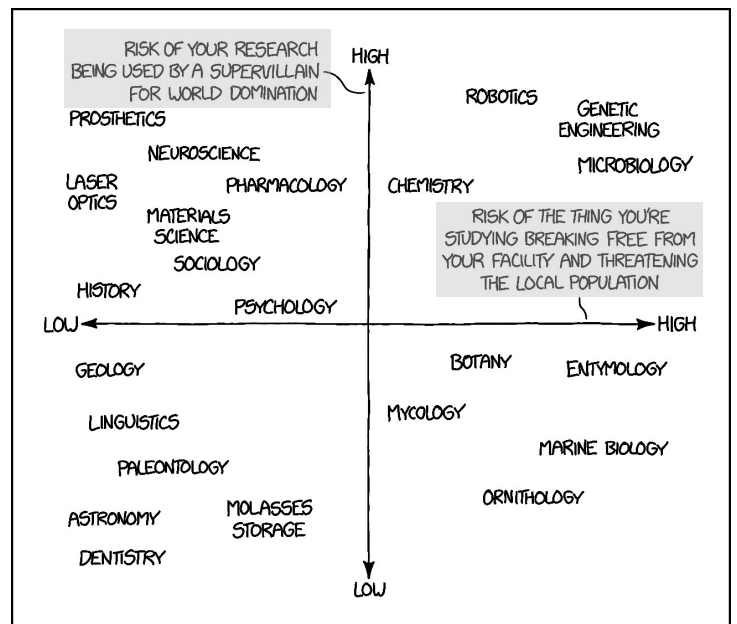 RISK OF YOUR RESEARCH
BEING USED BY A SUPERVILLAIN
FOR WORLD DOMINATION
HIGH
PROSTHETICS
ROBOTICS
GENETIC
ENGINEERING
NEUROSCIENCE
MICROBIOLOGY
LASER
OPTICS
PHARMACOLOGY
CHEMISTRY
MATERIALS
SCIENCE
RISK OF THE THING YOU'RE
STUDYING BREAKING FREE FROM
YOUR FACILITY AND THREATENING
THE LOCAL POPULATION
SOCIOLOGY
HISTORY
PSYCHOLOGY
LOW
HIGH
GEOLOGY
BOTANY
ENTYMOLOGY
LINGUISTICS
MYCOLOGY
MARINE BIOLOGY
PALEONTOLOGY
ORNITHOLOGY
ASTRONOMY
MOLASSES
STORAGE
DENTISTRY
LOW